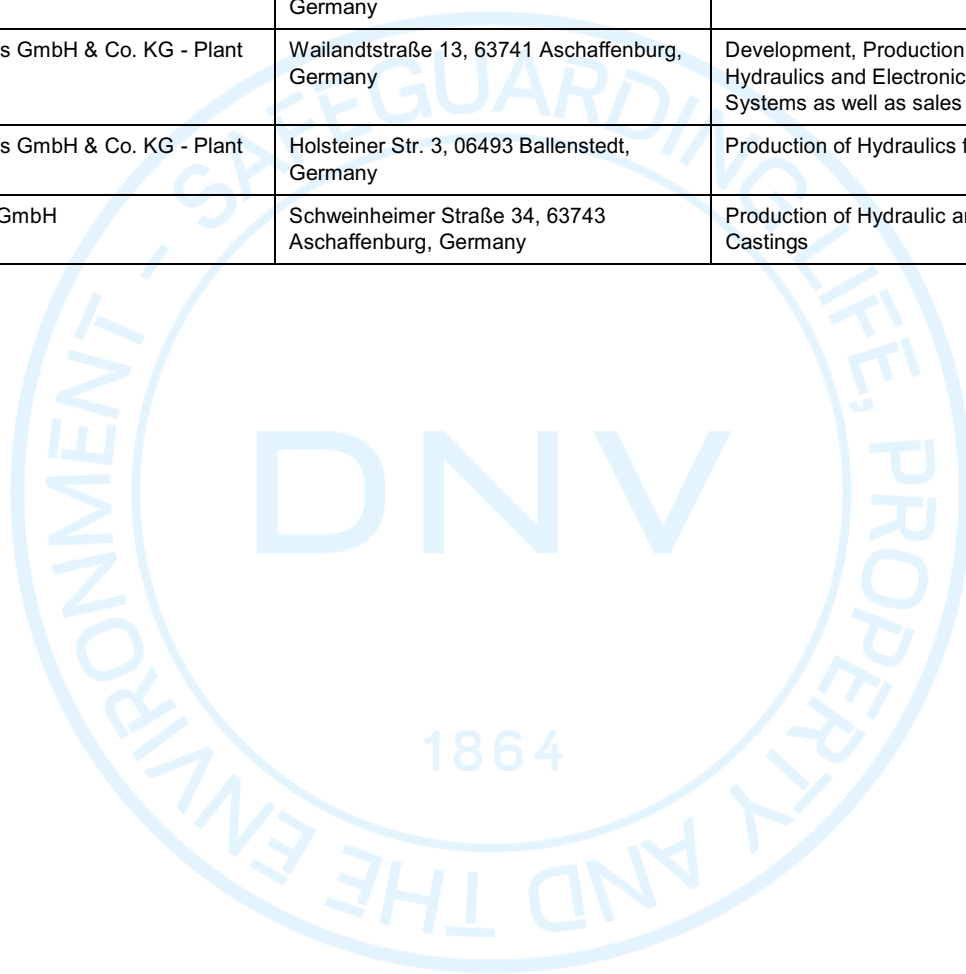 Germany
s GmbH & Co. KG - Plant
Wailandtstraße 13, 63741 Aschaffenburg,
Germany
Development, Production
Hydraulics and Electronic
Systems as well as sales
s GmbH & Co. KG - Plant
Holsteiner Str. 3, 06493 Ballenstedt,
Germany
Production of Hydraulics f
GmbH
Schweinheimer Straße 34, 63743
Aschaffenburg, Germany
Production of Hydraulic an
Castings
SAFEGUARDING LIFE, PROPERTY AND THE ENVIRONMENT -
DNV
1864